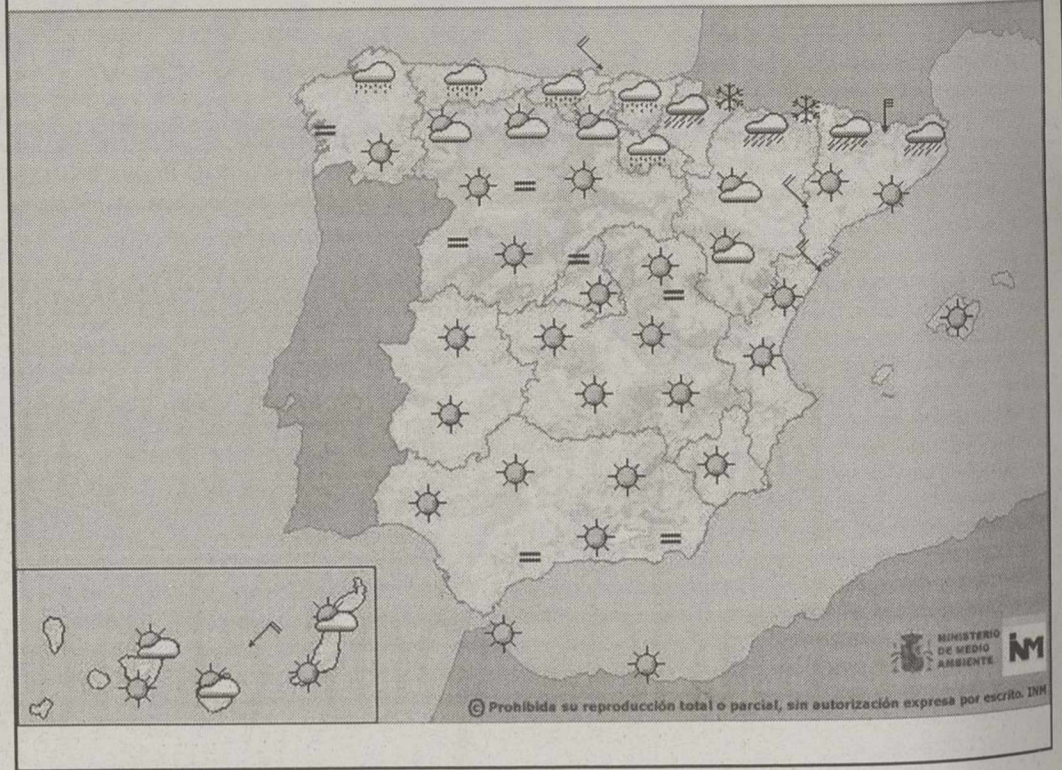 MINISTERIO
DE MEDIO
AMBIENTE
INM
© Prohibida su reproducción total o parcial, sin autorización expresa por escrito. INM